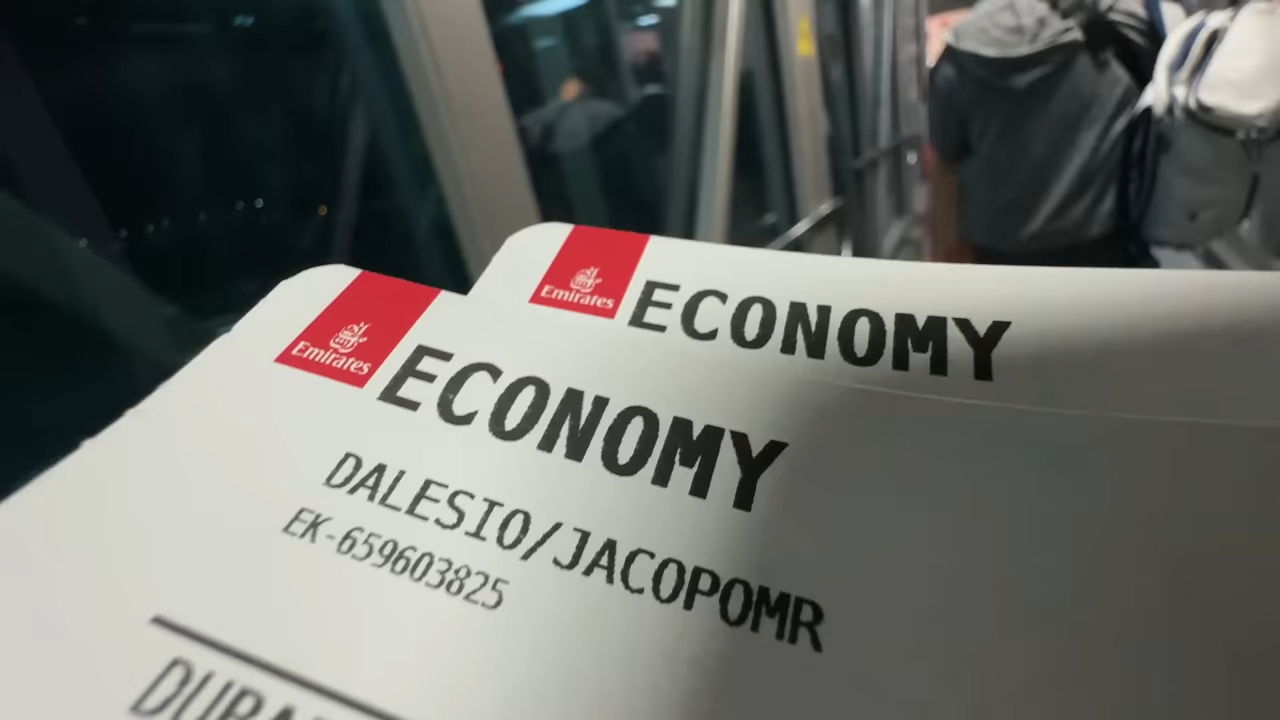 Emirates
ECONOMY
Emirates
ECONOMY
DALESIO/JACOPOMR
EK-659603825